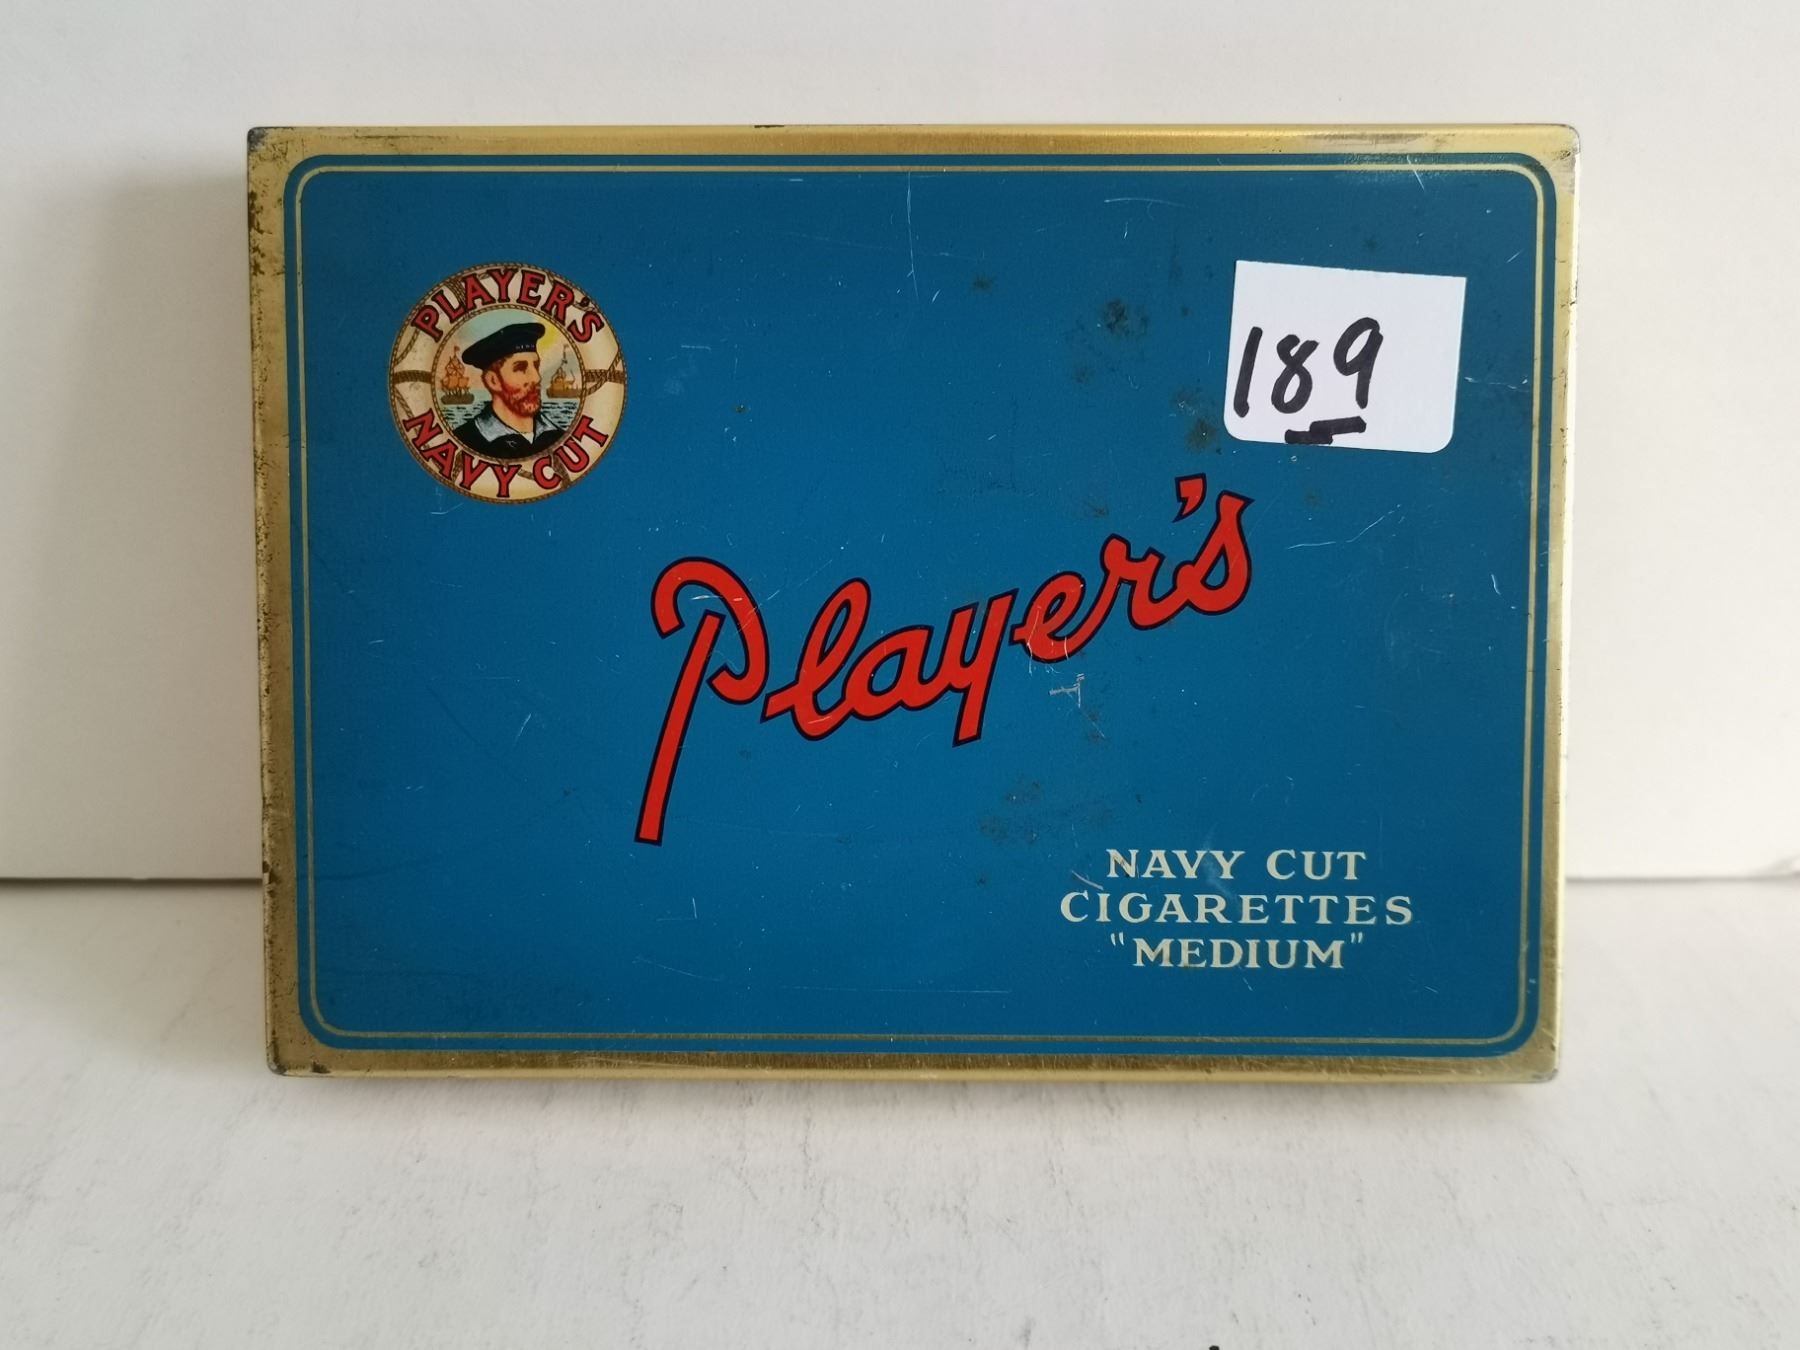 PLAYER'S
NAVY CUT
189
Player's
NAVY CUT
CIGARETTES
"MEDIUM"